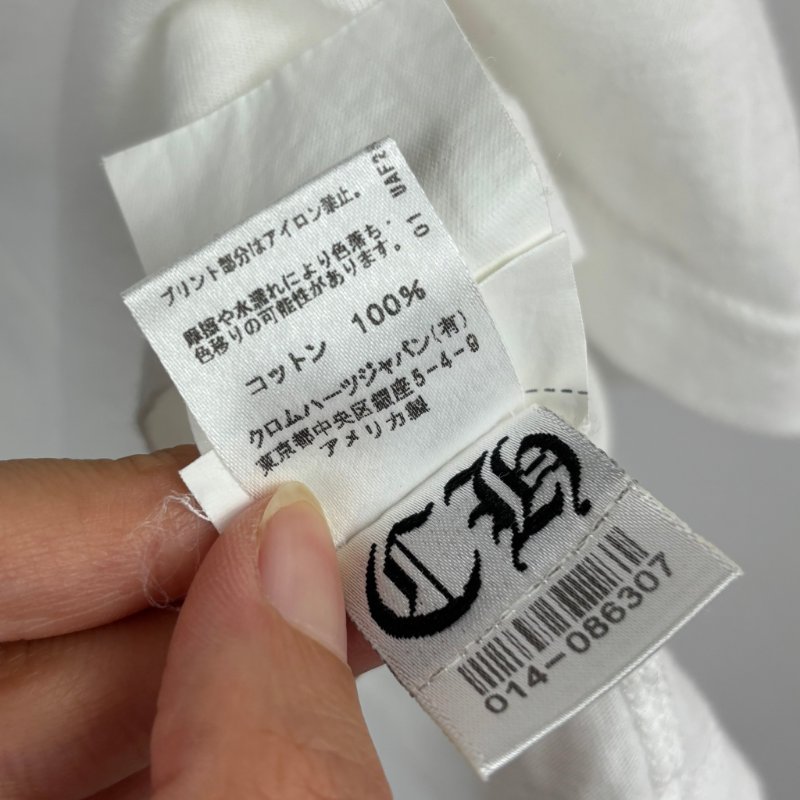 プリント部分はアイロン禁止。
摩擦や水濡れにより色落ち・
色移りの可能性があります。 01 UAF2
コットン 100%
クロムハーツジャパン(有)
東京都中央区銀座5-4-9
アメリカ製
CH
014-086307